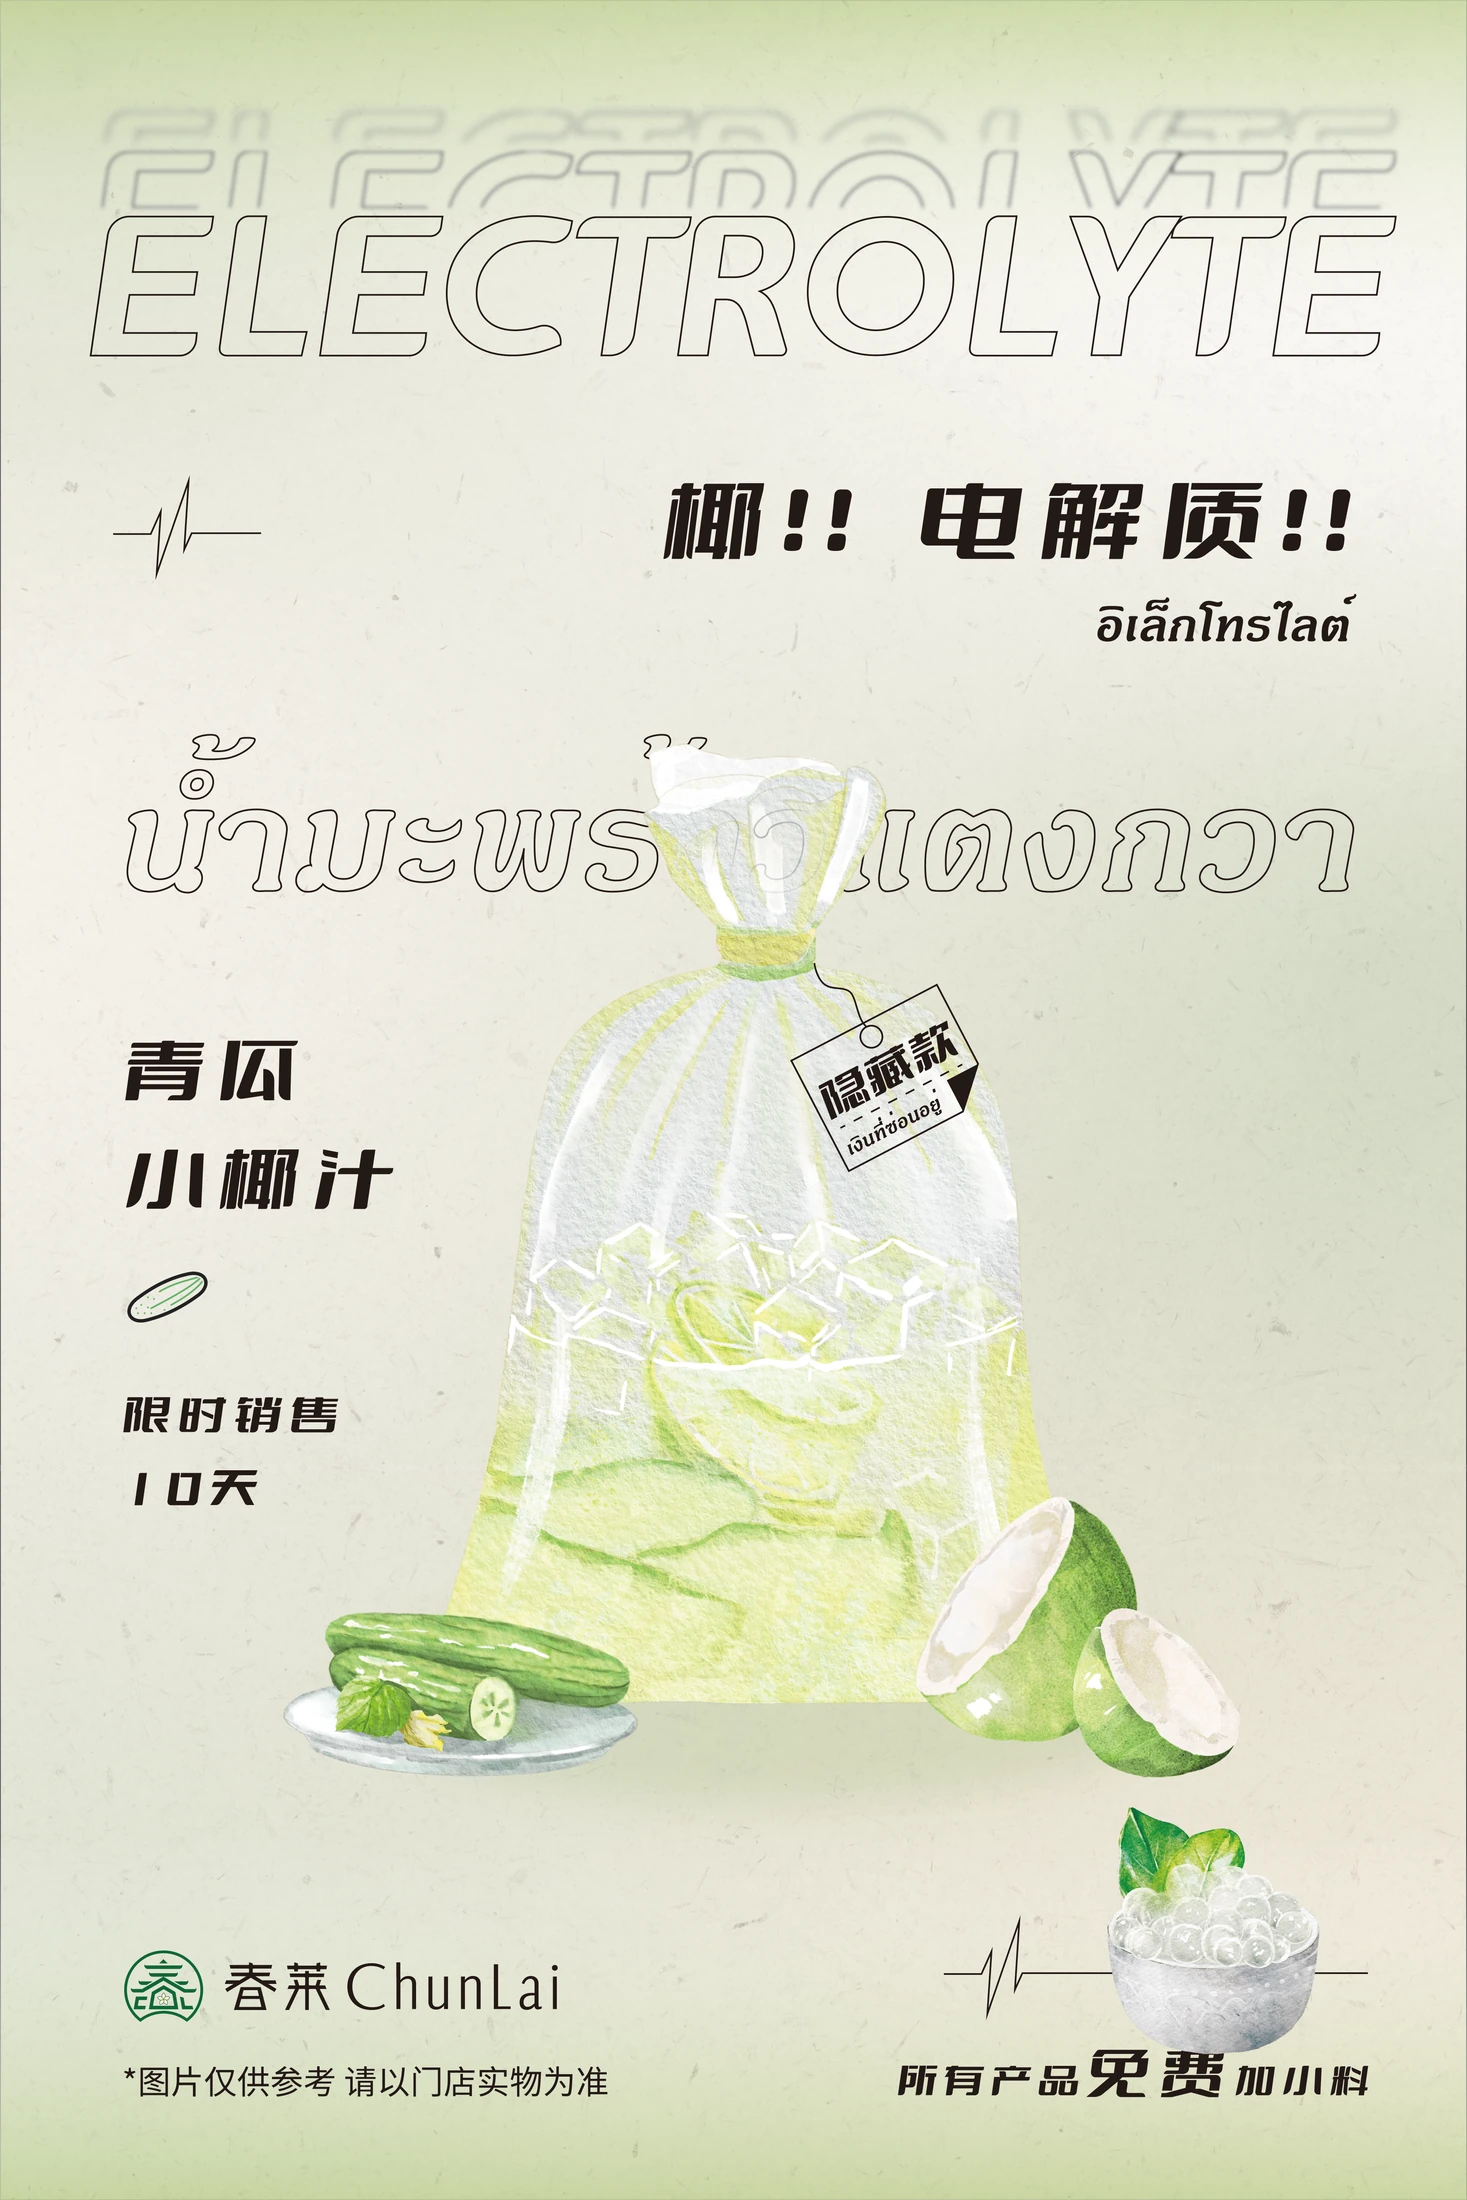 ELECTROLYTE
椰!! 电解质!!
อิเล็กโทรไลต์
น้ำมะพร้าวแตงกวา
隐藏款
เงินที่ซ่อนอยู่
青瓜
小椰汁
限时销售
10天
春莱 ChunLai
*图片仅供参考 请以门店实物为准
所有产品免费加小料